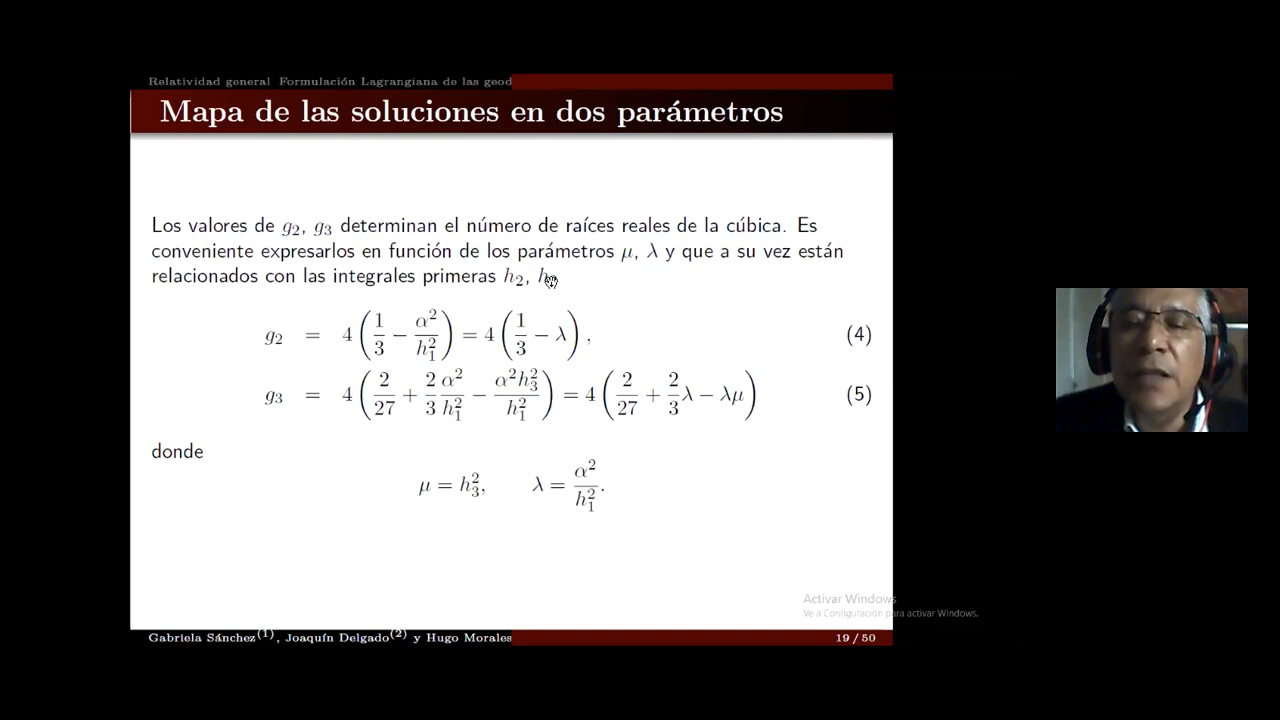 Relatividad general Formulación Lagrangiana de las geod
Mapa de las soluciones en dos parámetros
Los valores de g₂, g₃ determinan el número de raíces reales de la cúbica. Es
conveniente expresarlos en función de los parámetros μ, λ y que a su vez están
relacionados con las integrales primeras h₂,
g₂ = 4 (1/3 − α²/h₁²) = 4 (1/3 − λ), (4)
g₃ = 4 (2/27 + 2/3 α²/h₁² − α²h₃²/h₁²) = 4 (2/27 + 2/3 λ − λμ) (5)
donde
μ = h₃², λ = α²/h₁².
Activar Windows
Ve a Configuración para activar Windows.
Gabriela Sánchez⁽¹⁾, Joaquín Delgado⁽²⁾ y Hugo Morales
19 / 50